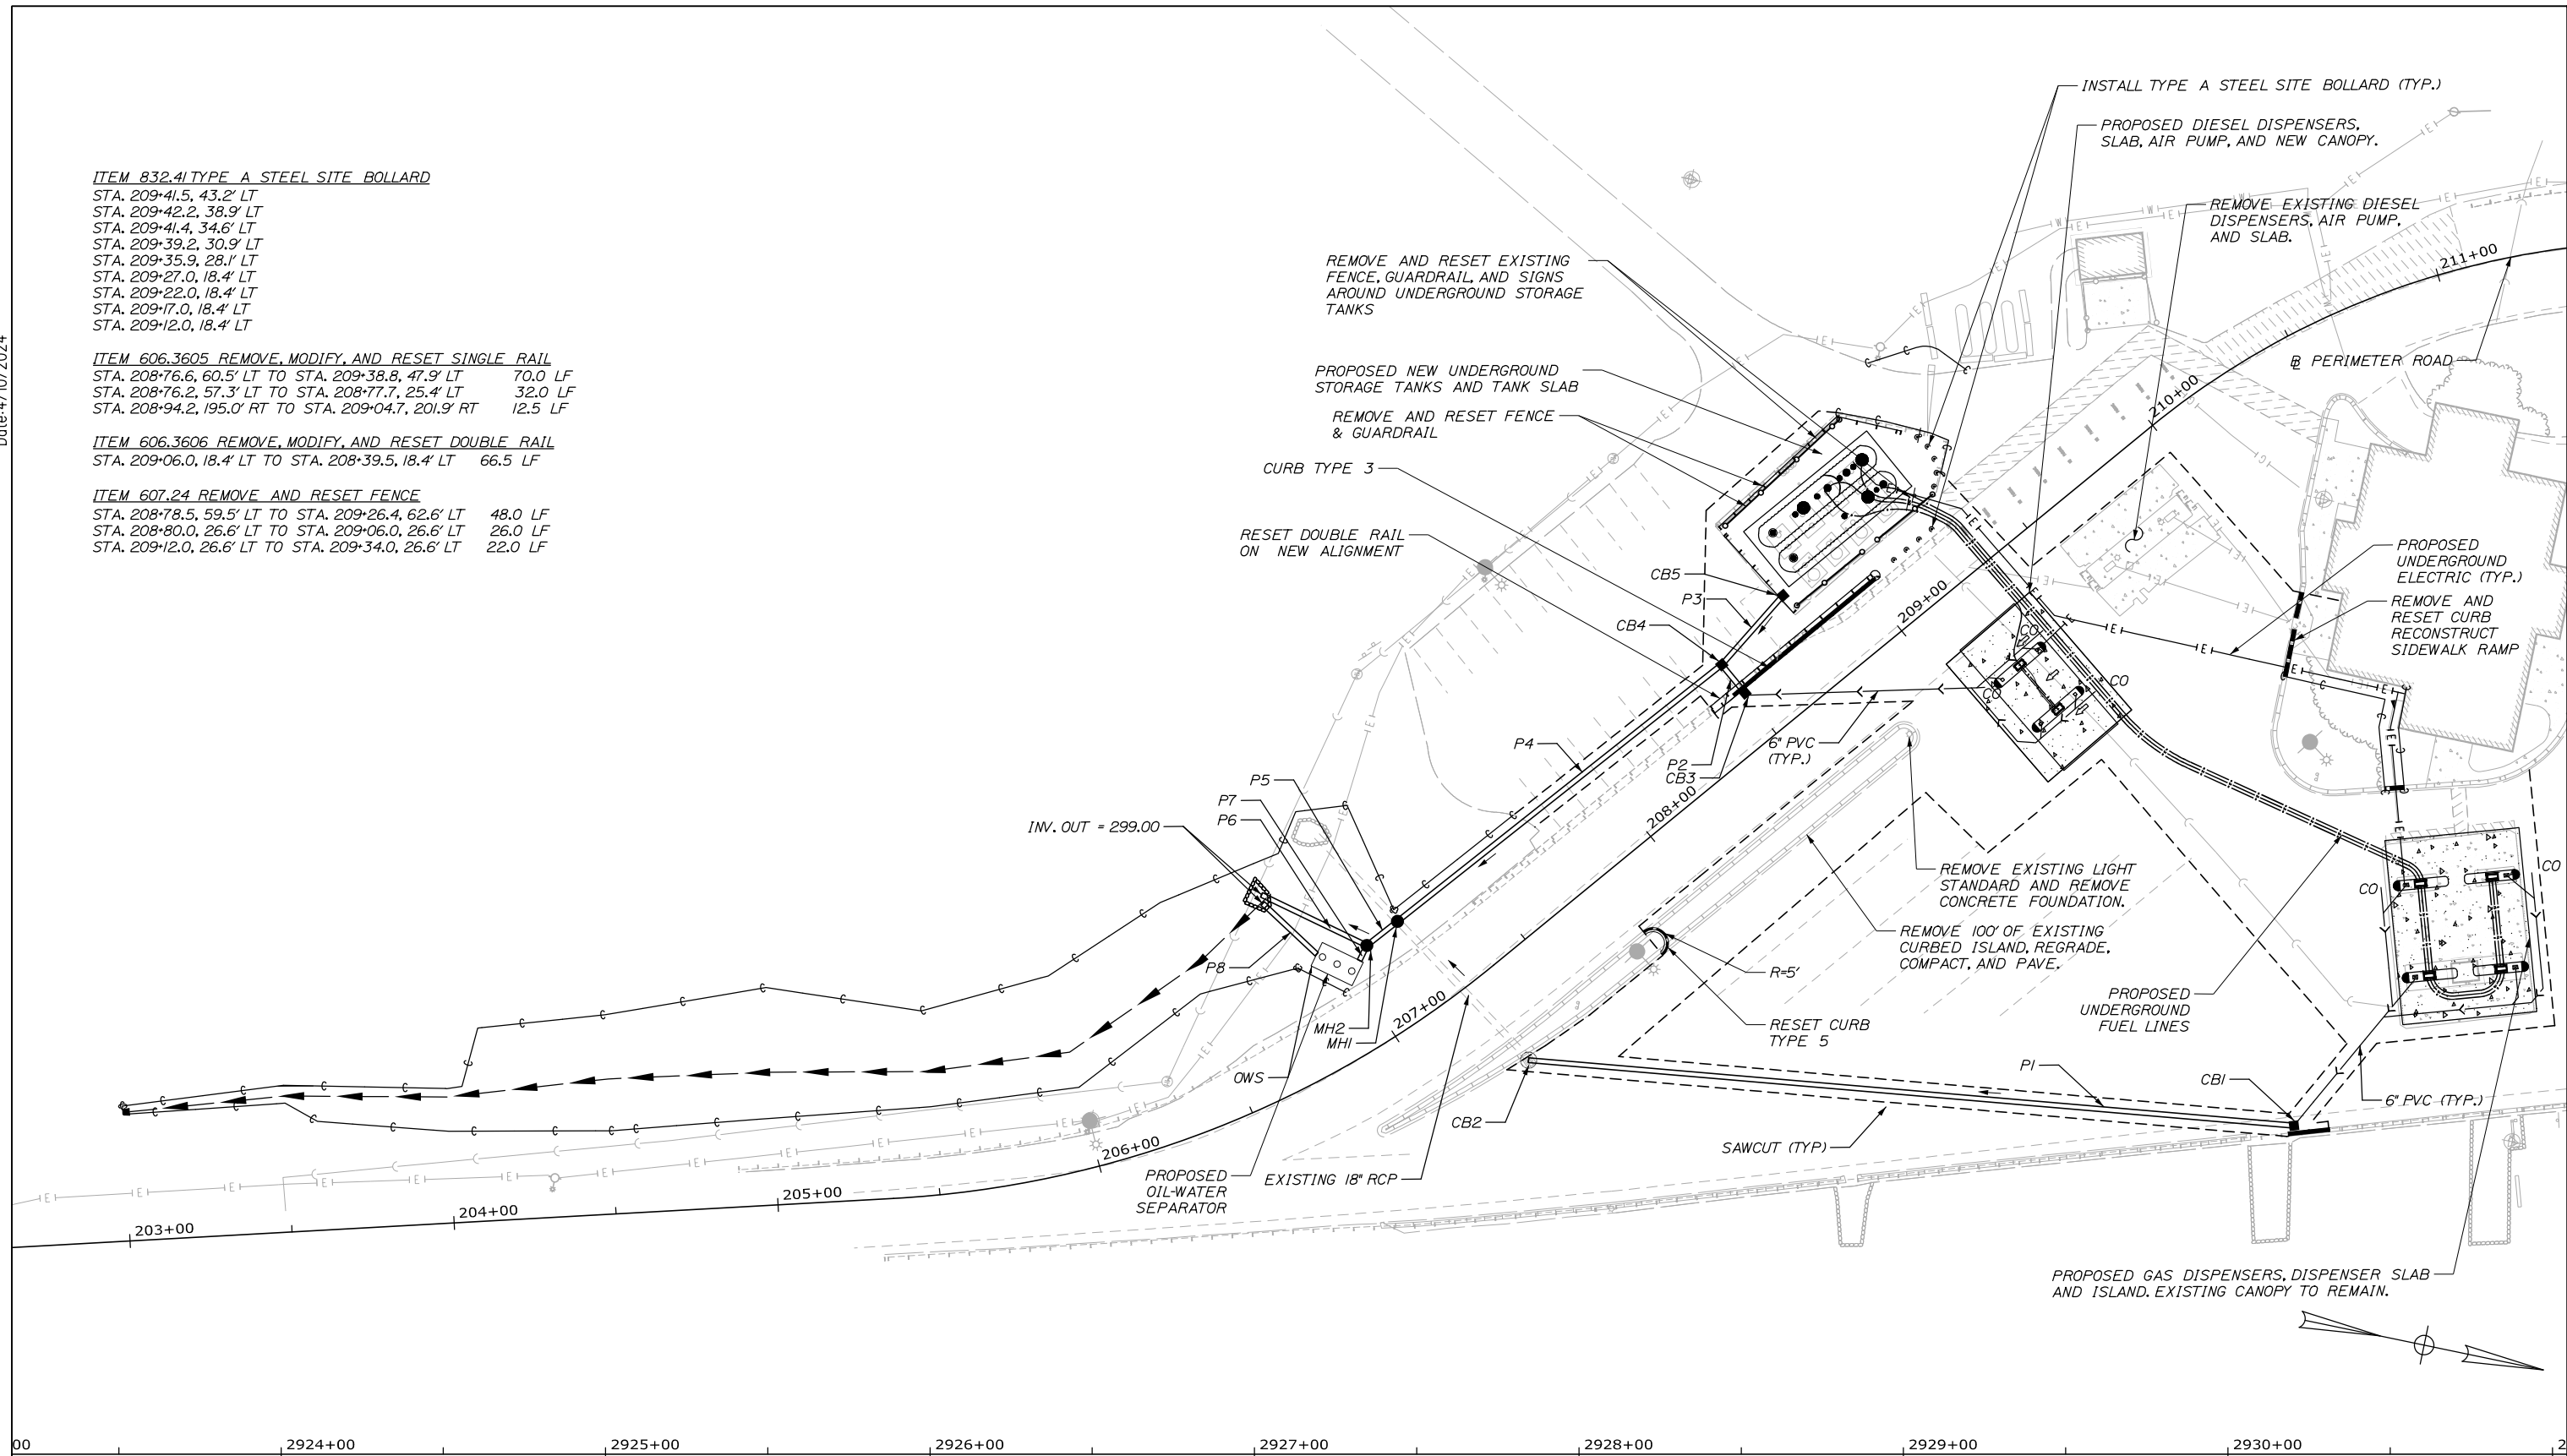 Date:4/10/2024
ITEM 832.41 TYPE A STEEL SITE BOLLARD
STA. 209+41.5, 43.2' LT
STA. 209+42.2, 38.9' LT
STA. 209+41.4, 34.6' LT
STA. 209+39.2, 30.9' LT
STA. 209+35.9, 28.1' LT
STA. 209+27.0, 18.4' LT
STA. 209+22.0, 18.4' LT
STA. 209+17.0, 18.4' LT
STA. 209+12.0, 18.4' LT
ITEM 606.3605 REMOVE, MODIFY, AND RESET SINGLE RAIL
STA. 208+76.6, 60.5' LT TO STA. 209+38.8, 47.9' LT 70.0 LF
STA. 208+76.2, 57.3' LT TO STA. 208+77.7, 25.4' LT 32.0 LF
STA. 208+94.2, 195.0' RT TO STA. 209+04.7, 201.9' RT 12.5 LF
ITEM 606.3606 REMOVE, MODIFY, AND RESET DOUBLE RAIL
STA. 209+06.0, 18.4' LT TO STA. 208+39.5, 18.4' LT 66.5 LF
ITEM 607.24 REMOVE AND RESET FENCE
STA. 208+78.5, 59.5' LT TO STA. 209+26.4, 62.6' LT 48.0 LF
STA. 208+80.0, 26.6' LT TO STA. 209+06.0, 26.6' LT 26.0 LF
STA. 209+12.0, 26.6' LT TO STA. 209+34.0, 26.6' LT 22.0 LF
INSTALL TYPE A STEEL SITE BOLLARD (TYP.)
PROPOSED DIESEL DISPENSERS,
SLAB, AIR PUMP, AND NEW CANOPY.
REMOVE EXISTING DIESEL
DISPENSERS, AIR PUMP,
AND SLAB.
211+00
REMOVE AND RESET EXISTING
FENCE, GUARDRAIL, AND SIGNS
AROUND UNDERGROUND STORAGE
TANKS
PROPOSED NEW UNDERGROUND
STORAGE TANKS AND TANK SLAB
REMOVE AND RESET FENCE
& GUARDRAIL
CURB TYPE 3
RESET DOUBLE RAIL
ON NEW ALIGNMENT
BL PERIMETER ROAD
210+00
PROPOSED
UNDERGROUND
ELECTRIC (TYP.)
REMOVE AND
RESET CURB
RECONSTRUCT
SIDEWALK RAMP
CB5
P3
CB4
209+00
CO
CO
CO
P4
P2
CB3
6" PVC
(TYP.)
208+00
P5
P7
P6
INV. OUT = 299.00
REMOVE EXISTING LIGHT
STANDARD AND REMOVE
CONCRETE FOUNDATION.
CO
CO
REMOVE 100' OF EXISTING
CURBED ISLAND, REGRADE,
COMPACT, AND PAVE.
P8
R=5'
PROPOSED
UNDERGROUND
FUEL LINES
RESET CURB
TYPE 5
207+00
MH2
MH1
OWS
P1
CB1
6" PVC (TYP.)
CB2
SAWCUT (TYP)
206+00
PROPOSED
OIL-WATER
SEPARATOR
EXISTING 18" RCP
205+00
204+00
203+00
PROPOSED GAS DISPENSERS, DISPENSER SLAB
AND ISLAND. EXISTING CANOPY TO REMAIN.
00
2924+00
2925+00
2926+00
2927+00
2928+00
2929+00
2930+00
2